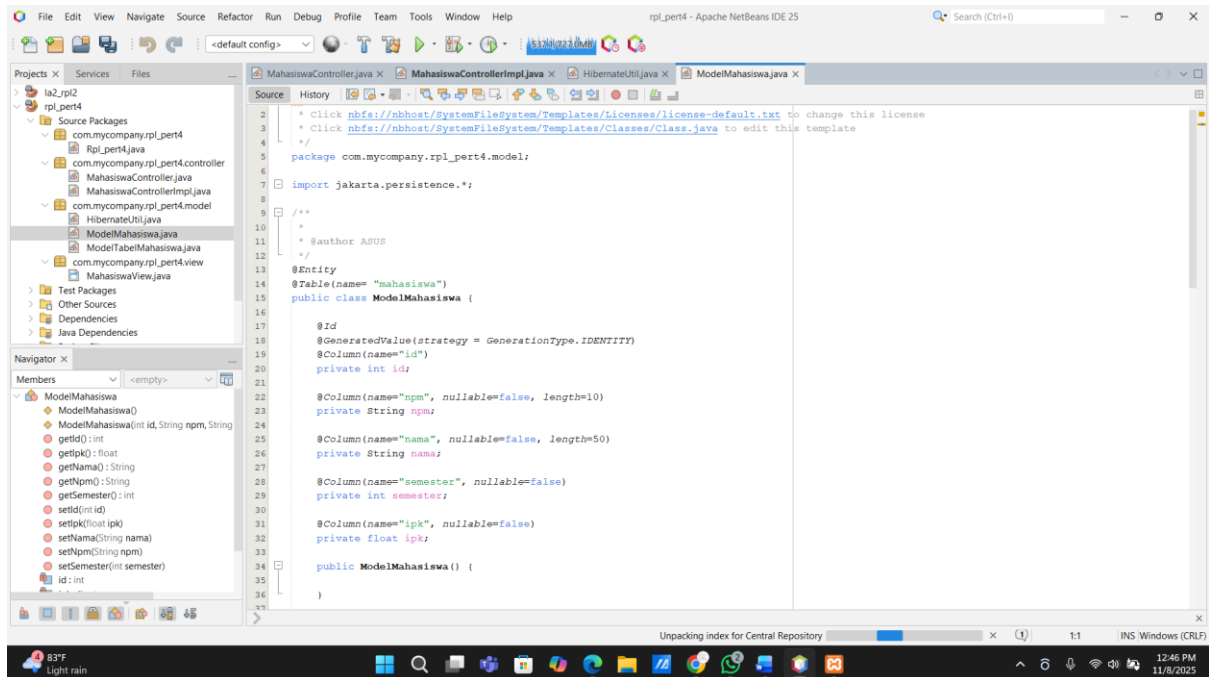 File Edit View Navigate Source Refactor Run Debug Profile Team Tools Window Help rpl_pert4 - Apache NetBeans IDE 25 Search (Ctrl+I)
<default config>
Projects Services Files
la2_rpl2
rpl_pert4
Source Packages
com.mycompany.rpl_pert4
Rpl_pert4.java
com.mycompany.rpl_pert4.controller
MahasiswaController.java
MahasiswaControllerImpl.java
com.mycompany.rpl_pert4.model
HibernateUtil.java
ModelMahasiswa.java
ModelTabelMahasiswa.java
com.mycompany.rpl_pert4.view
MahasiswaView.java
Test Packages
Other Sources
Dependencies
Java Dependencies
Navigator
Members <empty>
ModelMahasiswa
ModelMahasiswa()
ModelMahasiswa(int id, String npm, String
getId() : int
getIpk() : float
getNama() : String
getNpm() : String
getSemester() : int
setId(int id)
setIpk(float ipk)
setNama(String nama)
setNpm(String npm)
setSemester(int semester)
id : int
MahasiswaController.java MahasiswaControllerImpl.java HibernateUtil.java ModelMahasiswa.java
Source History
2 * Click nbfs://nbhost/SystemFileSystem/Templates/Licenses/license-default.txt to change this license
3 * Click nbfs://nbhost/SystemFileSystem/Templates/Classes/Class.java to edit this template
4 */
5 package com.mycompany.rpl_pert4.model;
6
7 import jakarta.persistence.*;
8
9 /**
10 *
11 * @author ASUS
12 */
13 @Entity
14 @Table(name= "mahasiswa")
15 public class ModelMahasiswa {
16
17 @Id
18 @GeneratedValue(strategy = GenerationType.IDENTITY)
19 @Column(name="id")
20 private int id;
21
22 @Column(name="npm", nullable=false, length=10)
23 private String npm;
24
25 @Column(name="nama", nullable=false, length=50)
26 private String nama;
27
28 @Column(name="semester", nullable=false)
29 private int semester;
30
31 @Column(name="ipk", nullable=false)
32 private float ipk;
33
34 public ModelMahasiswa() {
35
36 }
37
Unpacking index for Central Repository 1:1 INS Windows (CRLF)
4 83°F
Light rain
12:46 PM
11/8/2025